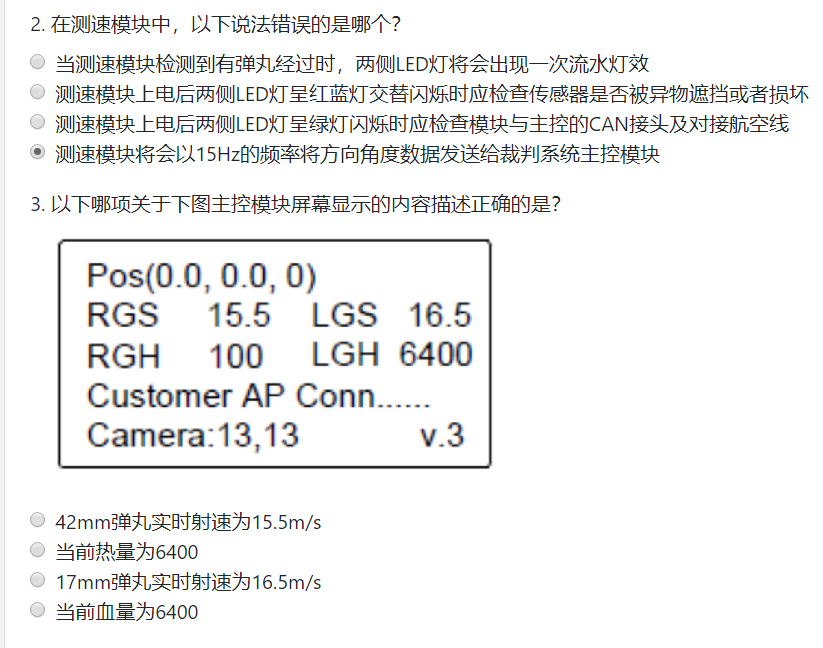 2. 在测速模块中，以下说法错误的是哪个？
当测速模块检测到有弹丸经过时，两侧LED灯将会出现一次流水灯效
测速模块上电后两侧LED灯呈红蓝灯交替闪烁时应检查传感器是否被异物遮挡或者损坏
测速模块上电后两侧LED灯呈绿灯闪烁时应检查模块与主控的CAN接头及对接航空线
测速模块将会以15Hz的频率将方向角度数据发送给裁判系统主控模块
3. 以下哪项关于下图主控模块屏幕显示的内容描述正确的是？
Pos(0.0, 0.0, 0)
RGS 15.5 LGS 16.5
RGH 100 LGH 6400
Customer AP Conn......
Camera:13,13 v.3
42mm弹丸实时射速为15.5m/s
当前热量为6400
17mm弹丸实时射速为16.5m/s
当前血量为6400